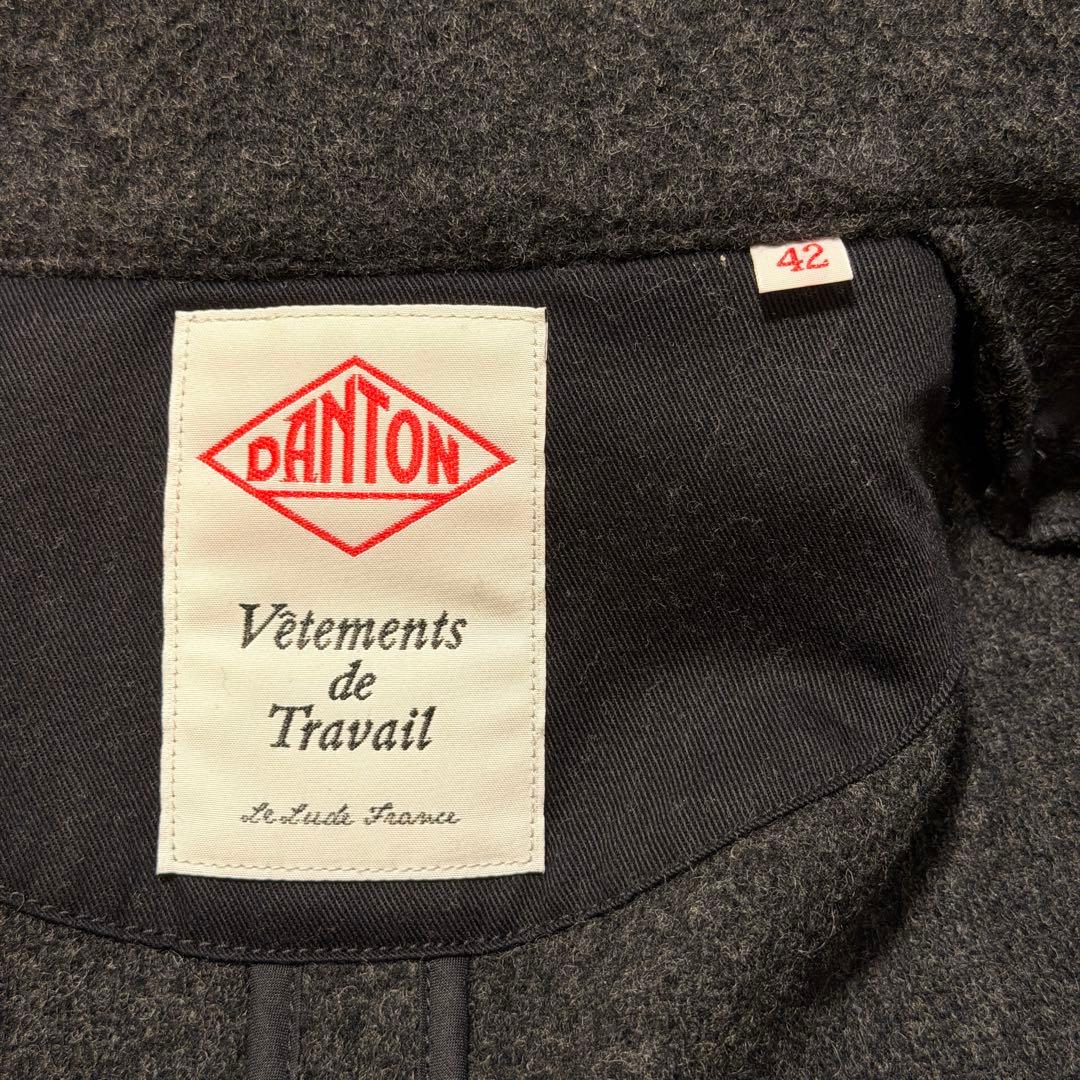 42
DANTON
Vêtements
de
Travail
Le Lude France